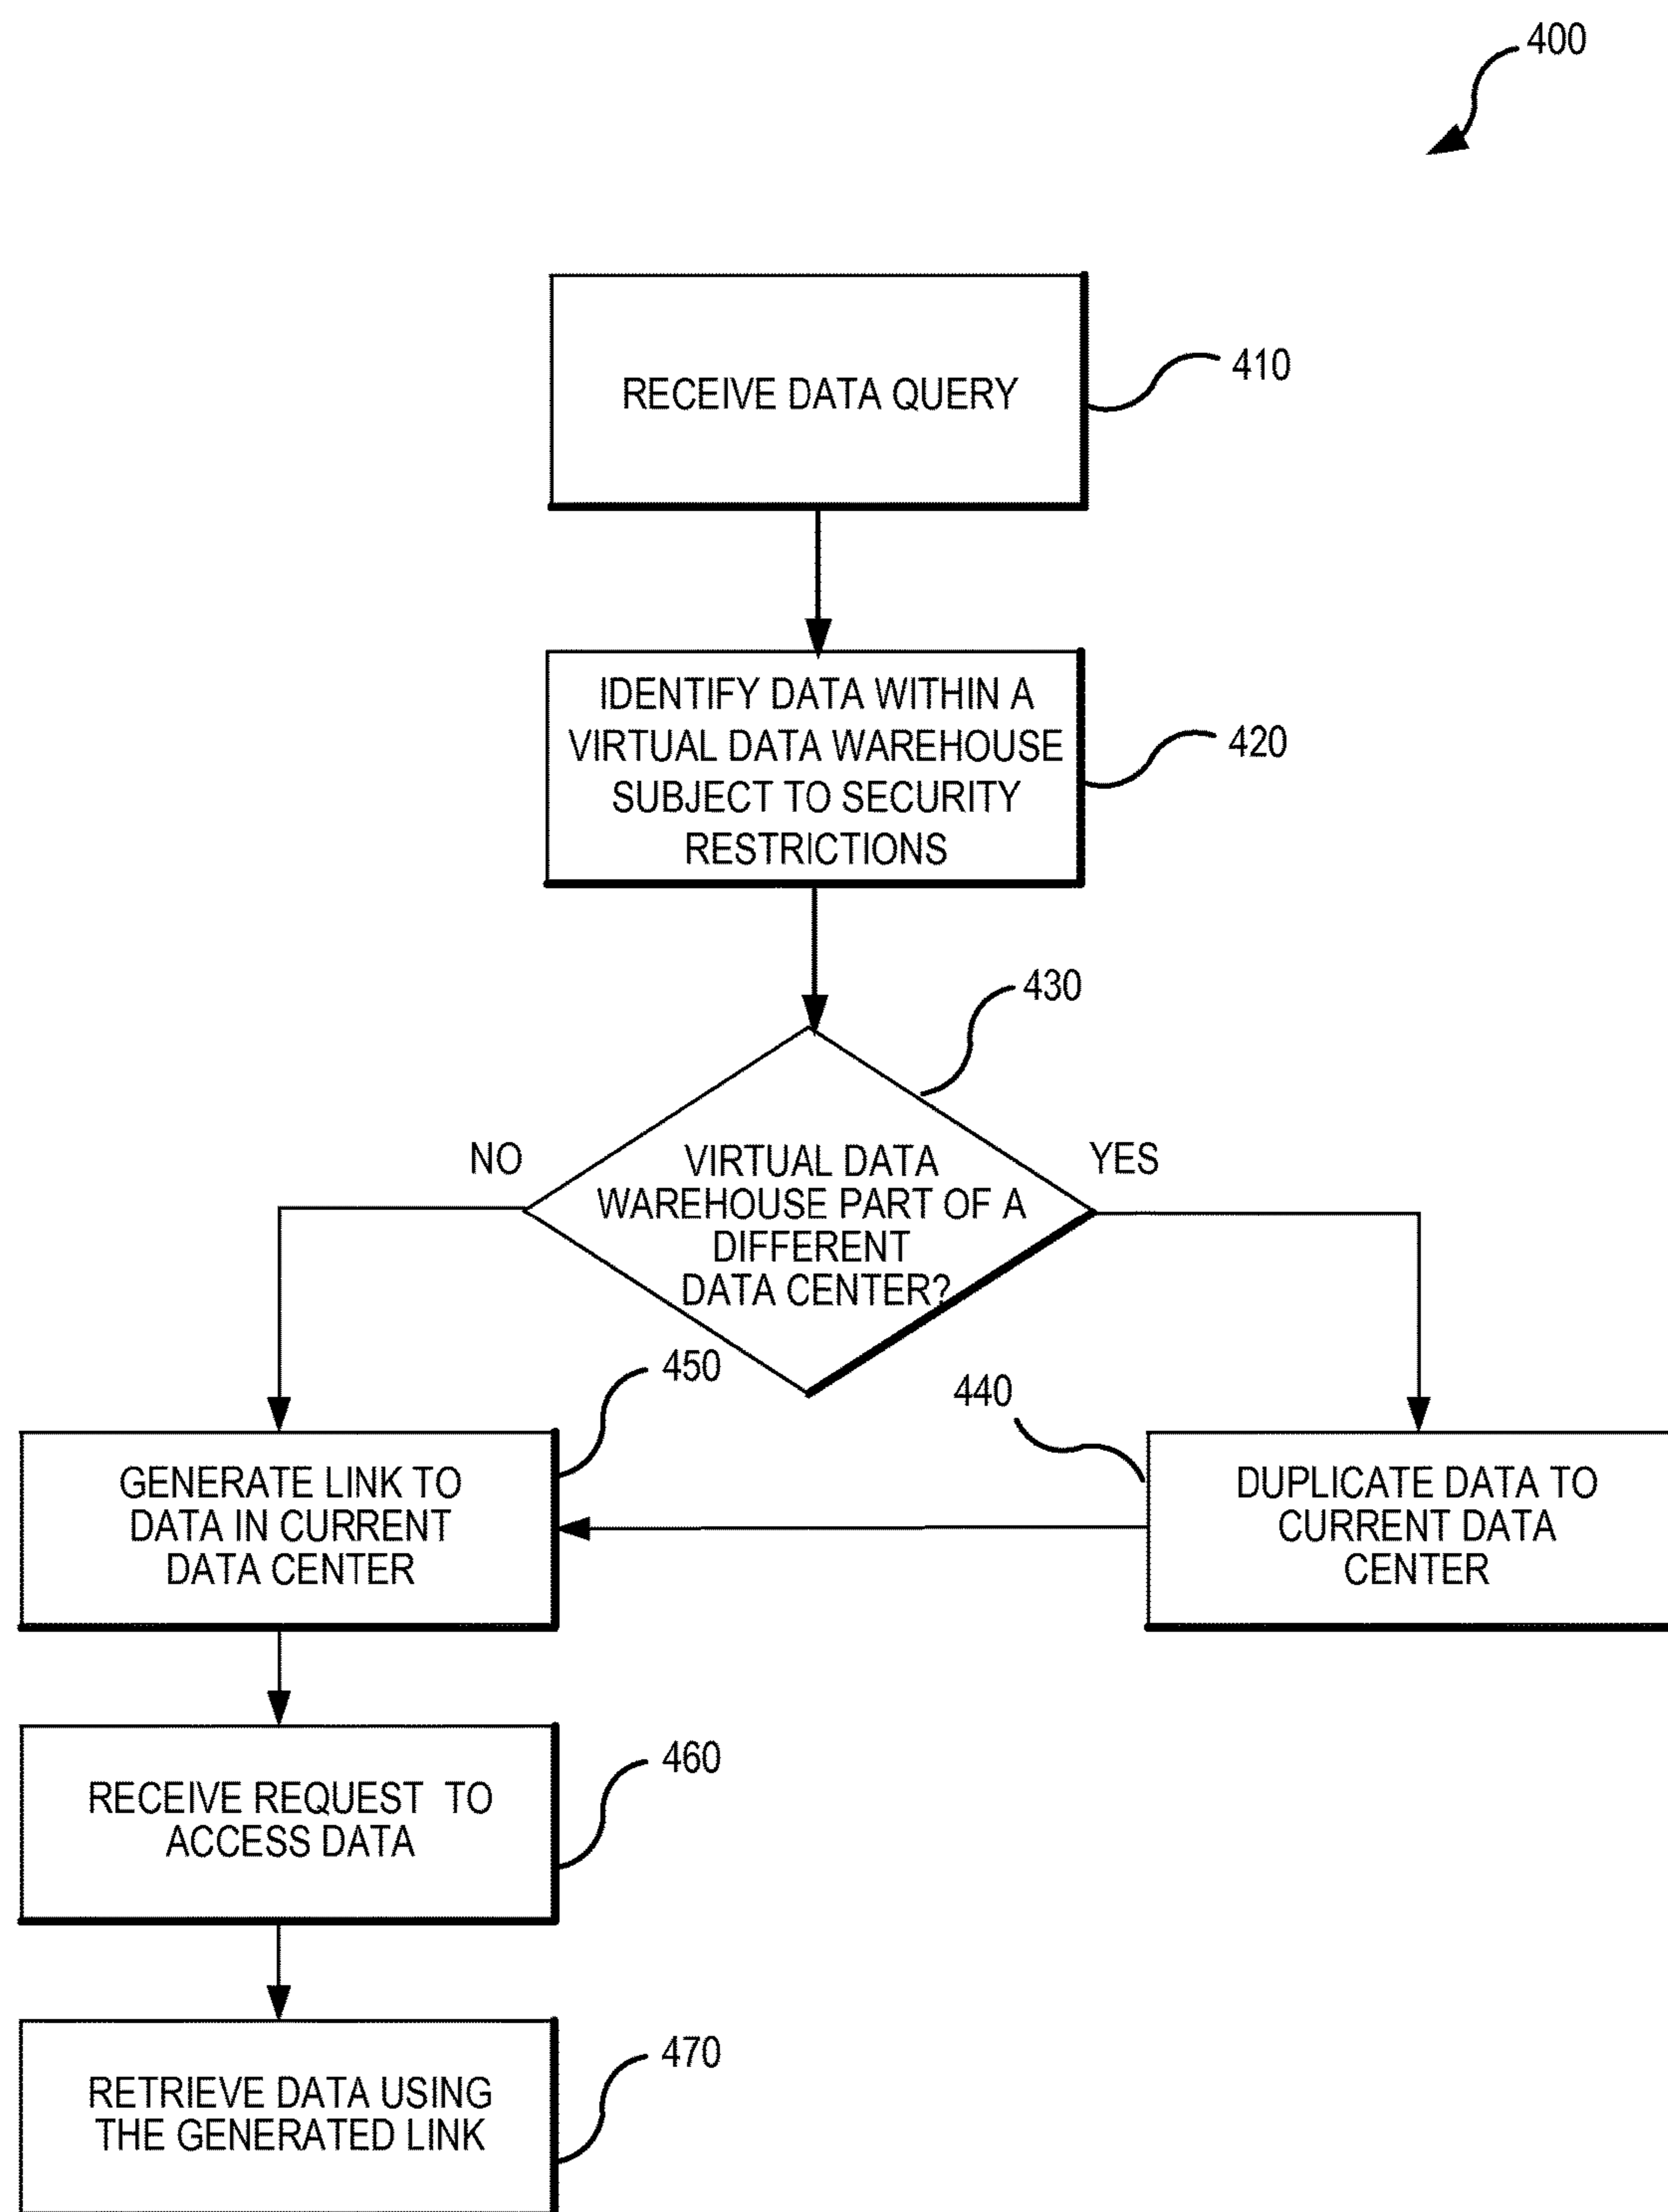 400
RECEIVE DATA QUERY
410
IDENTIFY DATA WITHIN A
VIRTUAL DATA WAREHOUSE
SUBJECT TO SECURITY
RESTRICTIONS
420
430
NO
YES
VIRTUAL DATA
WAREHOUSE PART OF A
DIFFERENT
DATA CENTER?
450
440
GENERATE LINK TO
DATA IN CURRENT
DATA CENTER
DUPLICATE DATA TO
CURRENT DATA
CENTER
460
RECEIVE REQUEST TO
ACCESS DATA
470
RETRIEVE DATA USING
THE GENERATED LINK